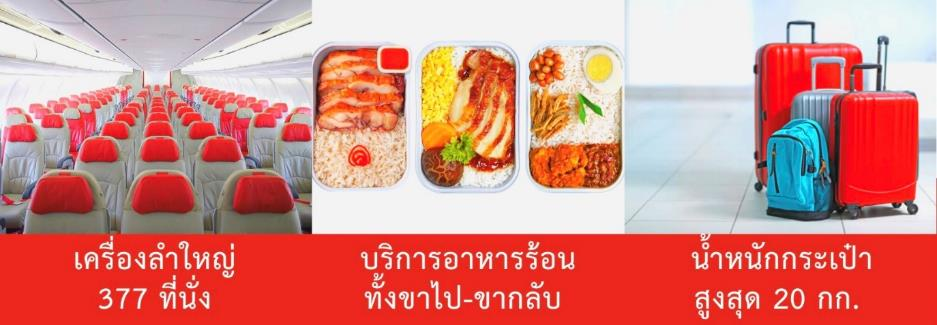 เครื่องลำใหญ่
377 ที่นั่ง
บริการอาหารร้อน
ทั้งขาไป-ขากลับ
น้ำหนักกระเป๋า
สูงสุด 20 กก.